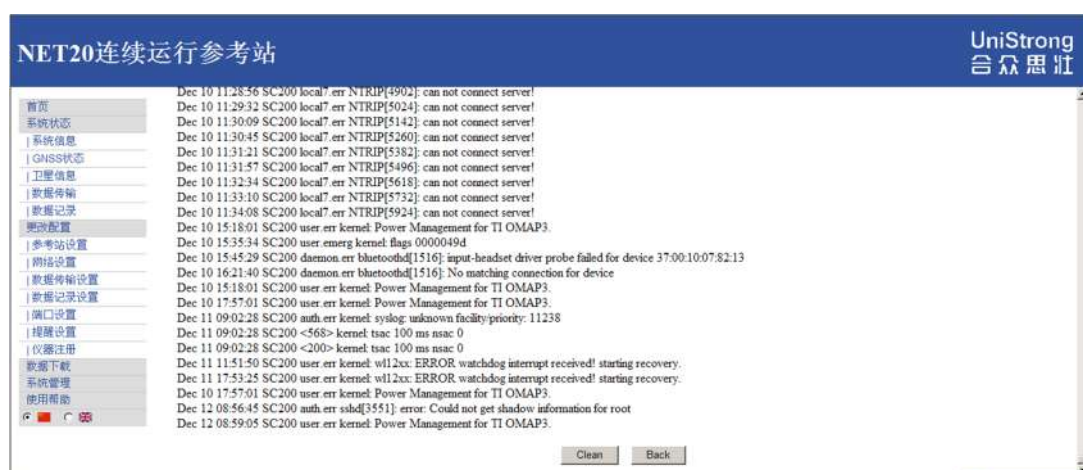 NET20连续运行参考站
UniStrong
合众思壮
首页
系统状态
| 系统信息
| GNSS状态
| 卫星信息
| 数据传输
| 数据记录
更改配置
| 参考站设置
| 网络设置
| 数据传输设置
| 数据记录设置
| 端口设置
| 提醒设置
| 仪器注册
数据下载
系统管理
使用帮助
Dec 10 11:28:56 SC200 local7.err NTRIP[4902]: can not connect server!
Dec 10 11:29:32 SC200 local7.err NTRIP[5024]: can not connect server!
Dec 10 11:30:09 SC200 local7.err NTRIP[5142]: can not connect server!
Dec 10 11:30:45 SC200 local7.err NTRIP[5260]: can not connect server!
Dec 10 11:31:21 SC200 local7.err NTRIP[5382]: can not connect server!
Dec 10 11:31:57 SC200 local7.err NTRIP[5496]: can not connect server!
Dec 10 11:32:34 SC200 local7.err NTRIP[5618]: can not connect server!
Dec 10 11:33:10 SC200 local7.err NTRIP[5732]: can not connect server!
Dec 10 11:34:08 SC200 local7.err NTRIP[5924]: can not connect server!
Dec 10 15:18:01 SC200 user.err kernel: Power Management for TI OMAP3.
Dec 10 15:35:34 SC200 user.emerg kernel: flags 0000049d
Dec 10 15:45:29 SC200 daemon.err bluetoothd[1516]: input-headset driver probe failed for device 37:00:10:07:82:13
Dec 10 16:21:40 SC200 daemon.err bluetoothd[1516]: No matching connection for device
Dec 10 15:18:01 SC200 user.err kernel: Power Management for TI OMAP3.
Dec 10 17:57:01 SC200 user.err kernel: Power Management for TI OMAP3.
Dec 11 09:02:28 SC200 auth.err kernel: syslog: unknown facility/priority: 11238
Dec 11 09:02:28 SC200 <568> kernel: tsac 100 ms nsac 0
Dec 11 09:02:28 SC200 <200> kernel: tsac 100 ms nsac 0
Dec 11 11:51:50 SC200 user.err kernel: wl12xx: ERROR watchdog interrupt received! starting recovery.
Dec 11 17:53:25 SC200 user.err kernel: wl12xx: ERROR watchdog interrupt received! starting recovery.
Dec 10 17:57:01 SC200 user.err kernel: Power Management for TI OMAP3.
Dec 12 08:56:45 SC200 auth.err sshd[3551]: error: Could not get shadow information for root
Dec 12 08:59:05 SC200 user.err kernel: Power Management for TI OMAP3.
Clean
Back